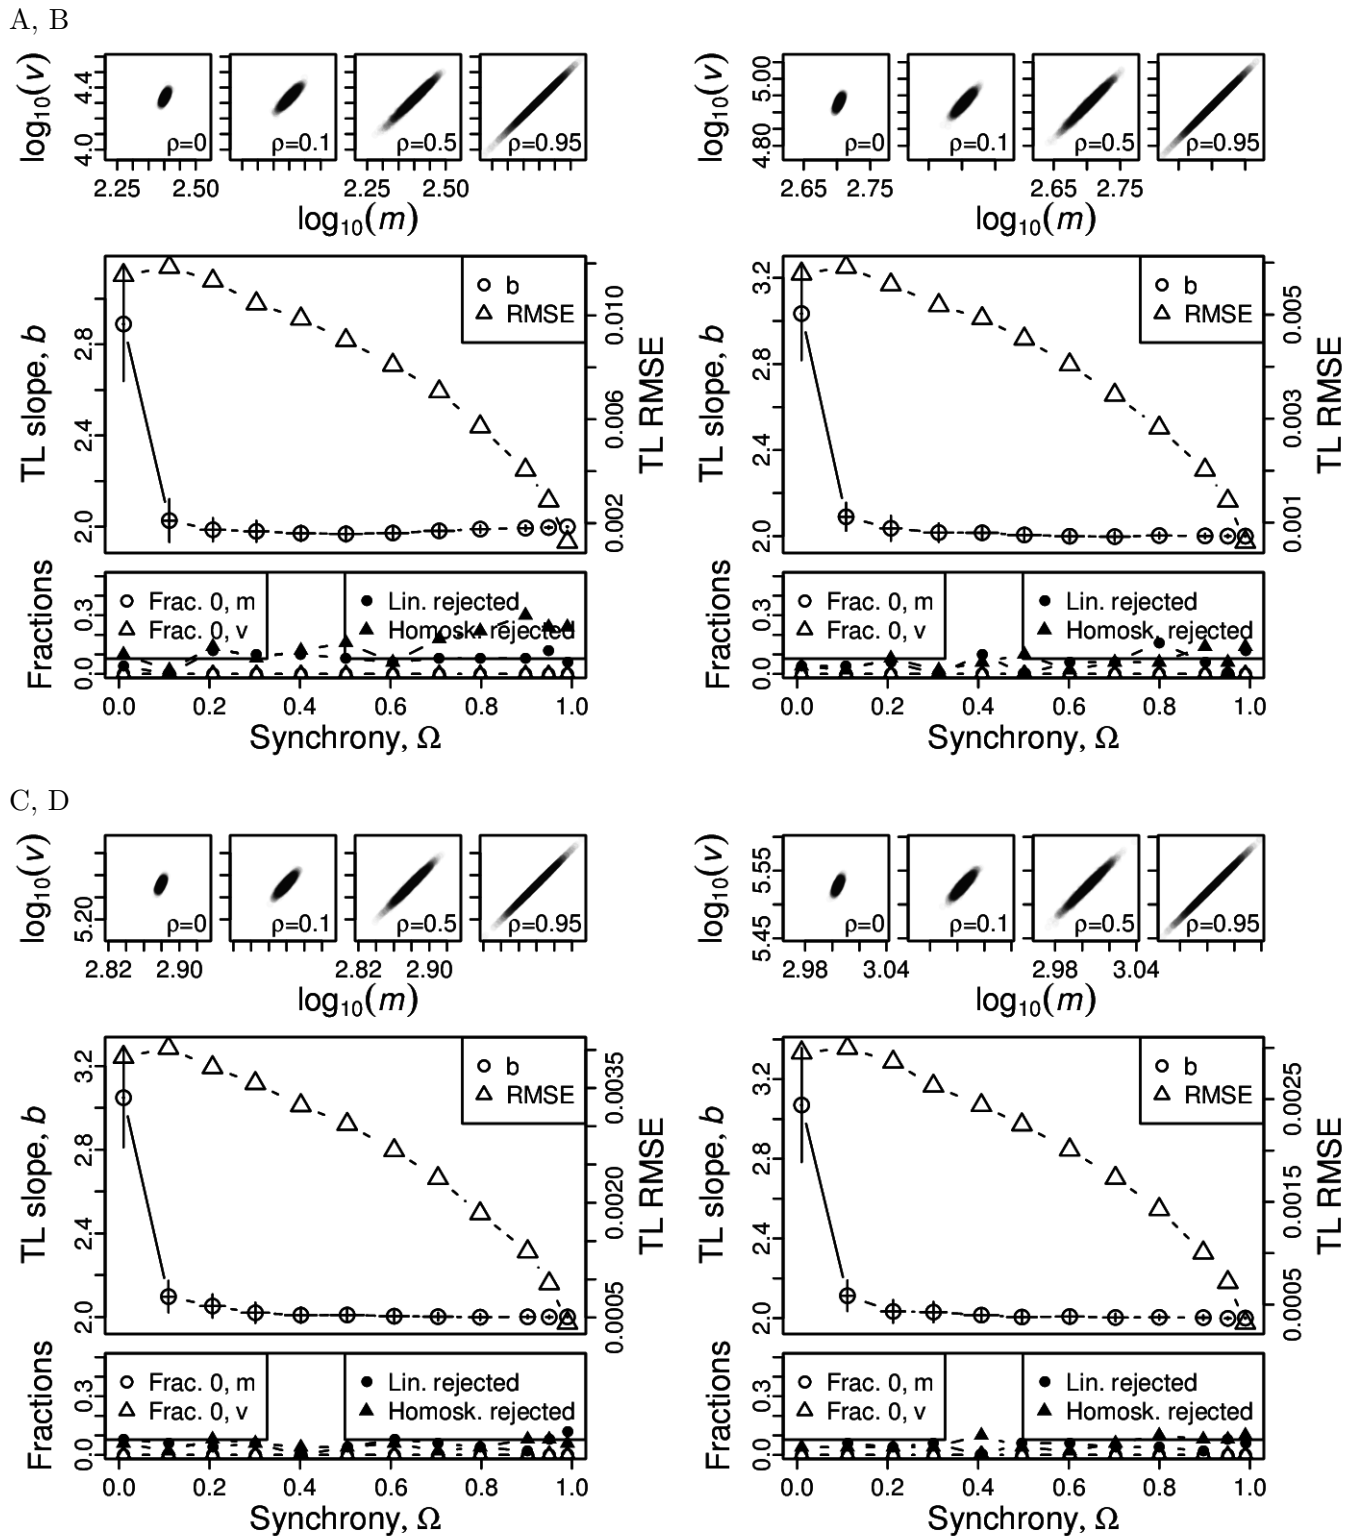 A, B
log10(v)
4.0 4.4
ρ=0 ρ=0.1 ρ=0.5 ρ=0.95
2.25 2.50 2.25 2.50
log10(m)
log10(v)
4.80 4.90 5.00
ρ=0 ρ=0.1 ρ=0.5 ρ=0.95
2.65 2.75 2.65 2.75
log10(m)
TL slope, b
2.0 2.4 2.8
b
RMSE
0.002 0.006 0.010
TL RMSE
TL slope, b
2.0 2.4 2.8 3.2
b
RMSE
0.001 0.003 0.005
TL RMSE
Fractions
0.0 0.3
Frac. 0, m
Frac. 0, v
Lin. rejected
Homosk. rejected
0.0 0.2 0.4 0.6 0.8 1.0
Synchrony, Ω
Fractions
0.0 0.3
Frac. 0, m
Frac. 0, v
Lin. rejected
Homosk. rejected
0.0 0.2 0.4 0.6 0.8 1.0
Synchrony, Ω
C, D
log10(v)
5.20
ρ=0 ρ=0.1 ρ=0.5 ρ=0.95
2.82 2.90 2.82 2.90
log10(m)
log10(v)
5.45 5.55
ρ=0 ρ=0.1 ρ=0.5 ρ=0.95
2.98 3.04 2.98 3.04
log10(m)
TL slope, b
2.0 2.4 2.8 3.2
b
RMSE
0.0005 0.0020 0.0035
TL RMSE
TL slope, b
2.0 2.4 2.8 3.2
b
RMSE
0.0005 0.0015 0.0025
TL RMSE
Fractions
0.0 0.3
Frac. 0, m
Frac. 0, v
Lin. rejected
Homosk. rejected
0.0 0.2 0.4 0.6 0.8 1.0
Synchrony, Ω
Fractions
0.0 0.3
Frac. 0, m
Frac. 0, v
Lin. rejected
Homosk. rejected
0.0 0.2 0.4 0.6 0.8 1.0
Synchrony, Ω